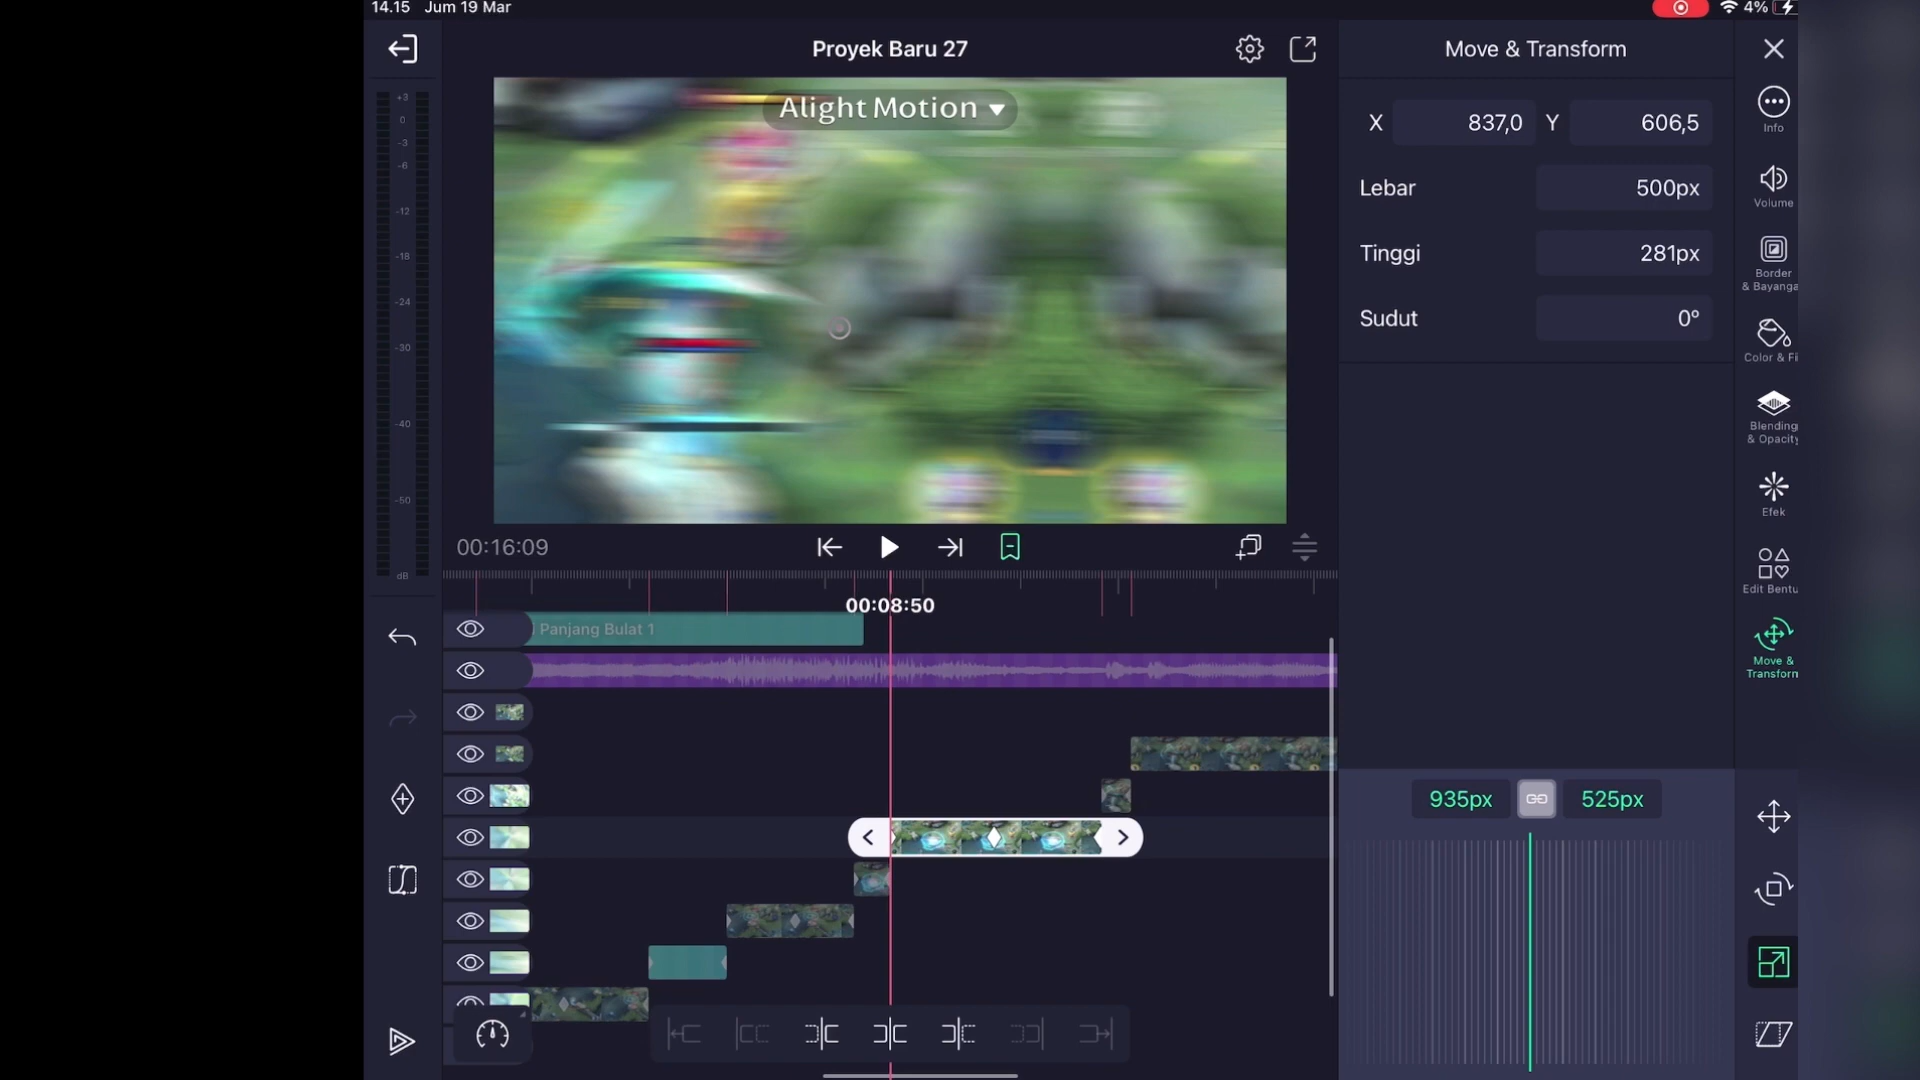 14.15 Jum 19 Mar
4%
Proyek Baru 27
Move & Transform
Alight Motion
X 837,0 Y 606,5
Lebar 500px
Tinggi 281px
Sudut 0°
Info
Volume
Border
& Bayanga
Color & Fi
Blending
& Opacity
Efek
Edit Bentu
Move &
Transform
+3
0
-3
-6
-12
-18
-24
-30
-40
-50
dB
00:16:09
00:08:50
Panjang Bulat 1
935px 525px